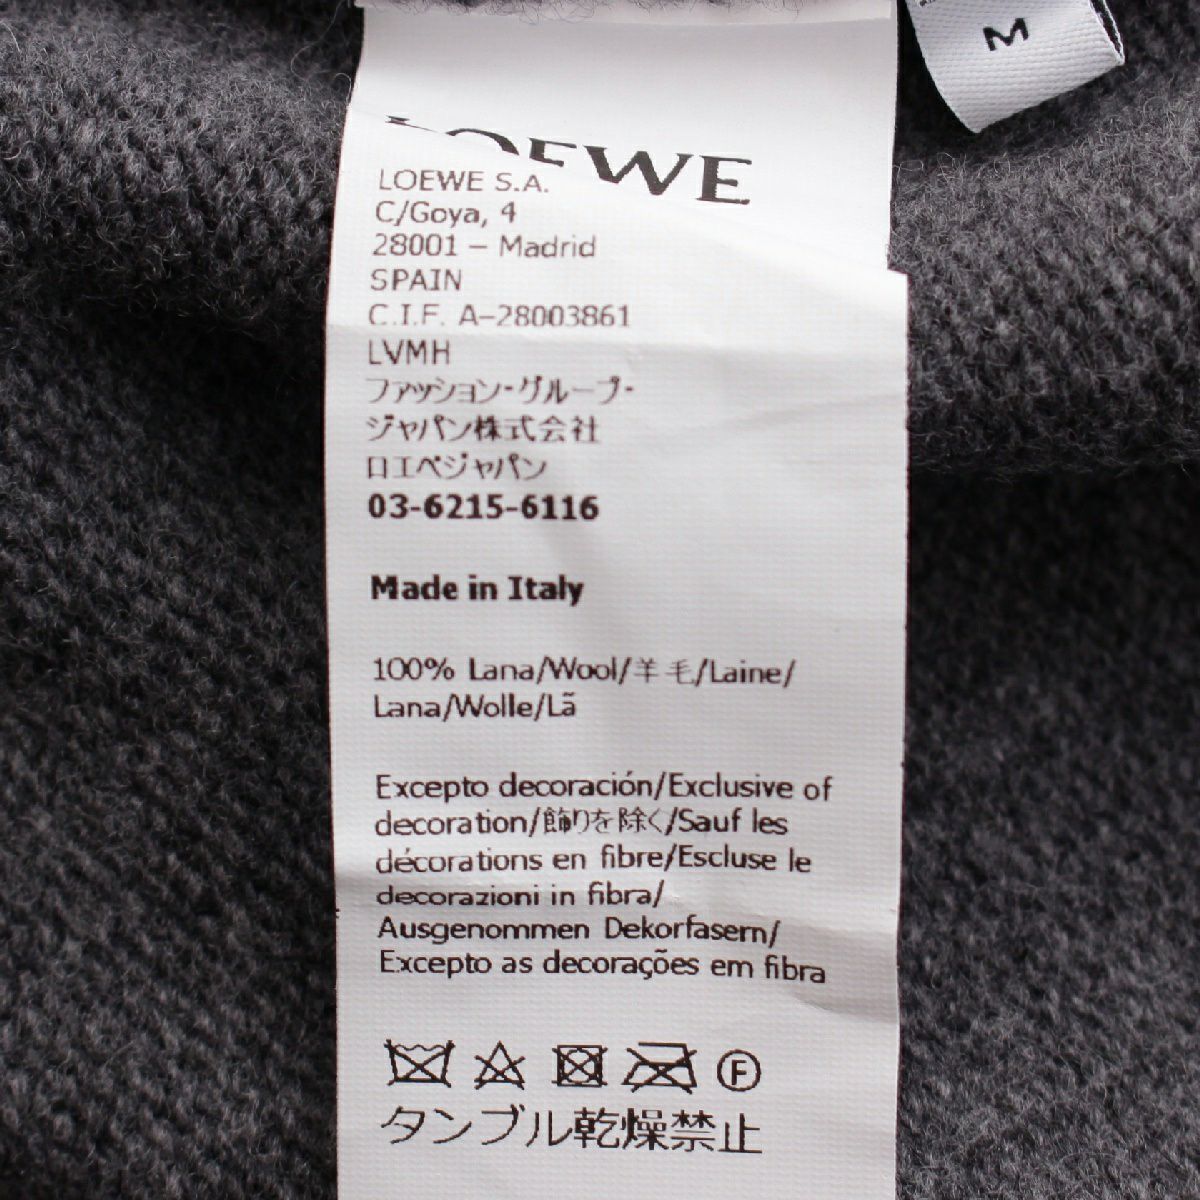 M
LOEWE
LOEWE S.A.
C/Goya, 4
28001 – Madrid
SPAIN
C.I.F. A–28003861
LVMH
ファッション・グループ・
ジャパン株式会社
ロエベジャパン
03-6215-6116
Made in Italy
100% Lana/Wool/羊毛/Laine/
Lana/Wolle/Lã
Excepto decoración/Exclusive of
decoration/飾りを除く/Sauf les
décorations en fibre/Escluse le
decorazioni in fibra/
Ausgenommen Dekorfasern/
Excepto as decorações em fibra
F
タンブル乾燥禁止